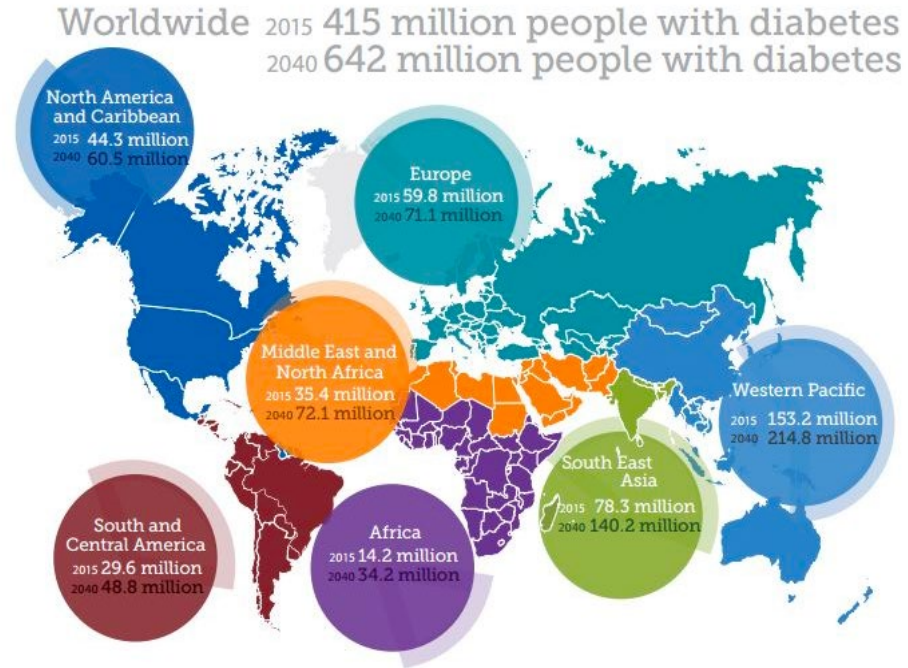 Worldwide 2015 415 million people with diabetes
2040 642 million people with diabetes
North America
and Caribbean
2015 44.3 million
2040 60.5 million
Europe
2015 59.8 million
2040 71.1 million
Middle East and
North Africa
2015 35.4 million
2040 72.1 million
Western Pacific
2015 153.2 million
2040 214.8 million
South East
Asia
2015 78.3 million
2040 140.2 million
South and
Central America
2015 29.6 million
2040 48.8 million
Africa
2015 14.2 million
2040 34.2 million